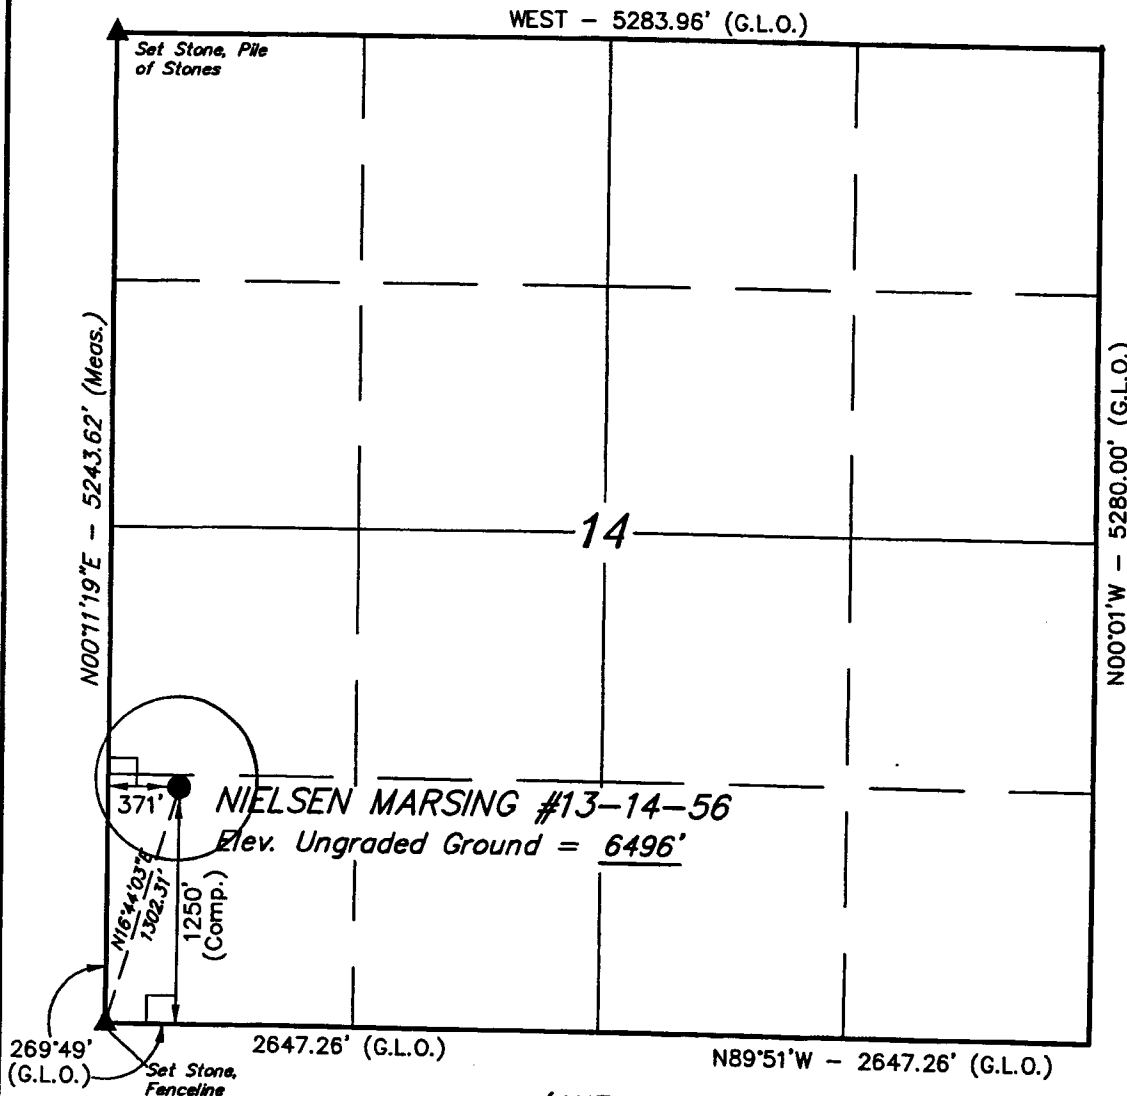 WEST - 5283.96' (G.L.O.)
Set Stone, Pile
of Stones
N00°11'19"E - 5243.62' (Meas.)
14
N00°01'W - 5280.00' (G.L.O.)
371'
NIELSEN MARSING #13-14-56
Elev. Ungraded Ground = 6496'
N16°44'03"E
1302.31'
1250'
(Comp.)
269°49'
(G.L.O.)
Set Stone,
Fenceline
2647.26' (G.L.O.)
N89°51'W - 2647.26' (G.L.O.)